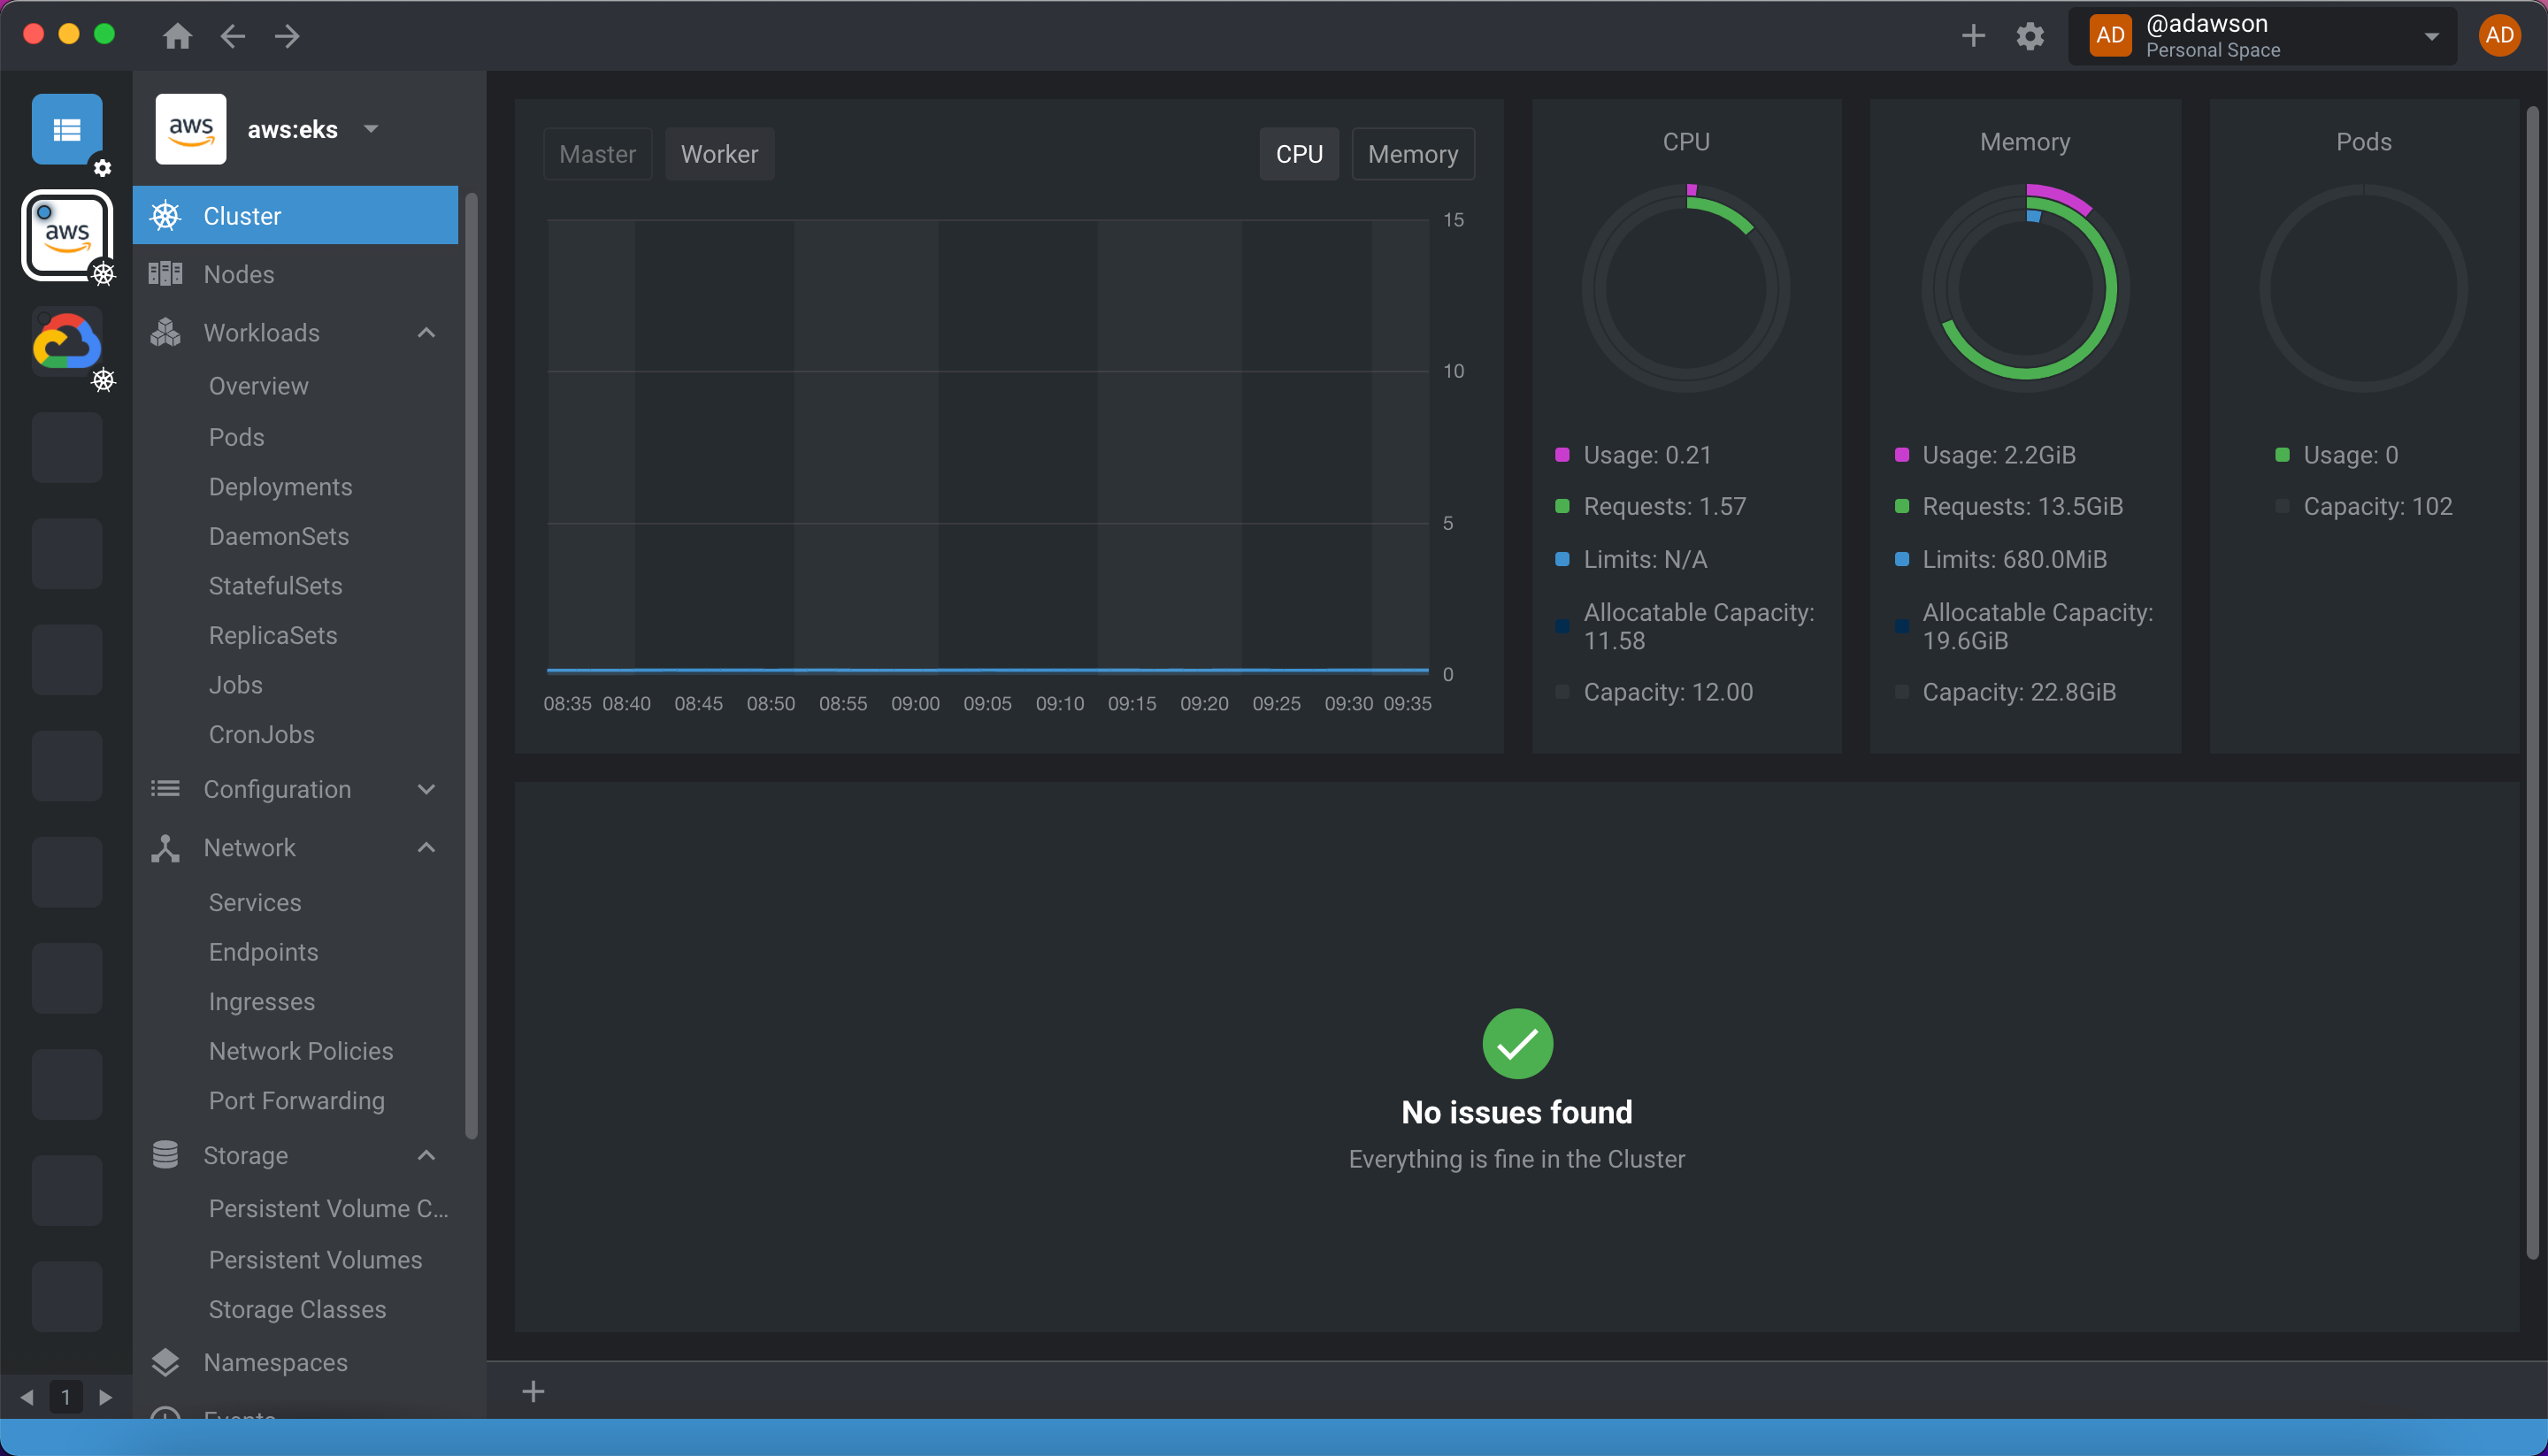 @adawson
AD
Personal Space
AD
aws
aws:eks
aws
Cluster
Nodes
Workloads
Overview
Pods
Deployments
DaemonSets
StatefulSets
ReplicaSets
Jobs
CronJobs
Configuration
Network
Services
Endpoints
Ingresses
Network Policies
Port Forwarding
Storage
Persistent Volume C...
Persistent Volumes
Storage Classes
Namespaces
Events
1
Master
Worker
CPU
Memory
15
10
5
0
08:35 08:40 08:45 08:50 08:55 09:00 09:05 09:10 09:15 09:20 09:25 09:30 09:35
CPU
Usage: 0.21
Requests: 1.57
Limits: N/A
Allocatable Capacity:
11.58
Capacity: 12.00
Memory
Usage: 2.2GiB
Requests: 13.5GiB
Limits: 680.0MiB
Allocatable Capacity:
19.6GiB
Capacity: 22.8GiB
Pods
Usage: 0
Capacity: 102
No issues found
Everything is fine in the Cluster